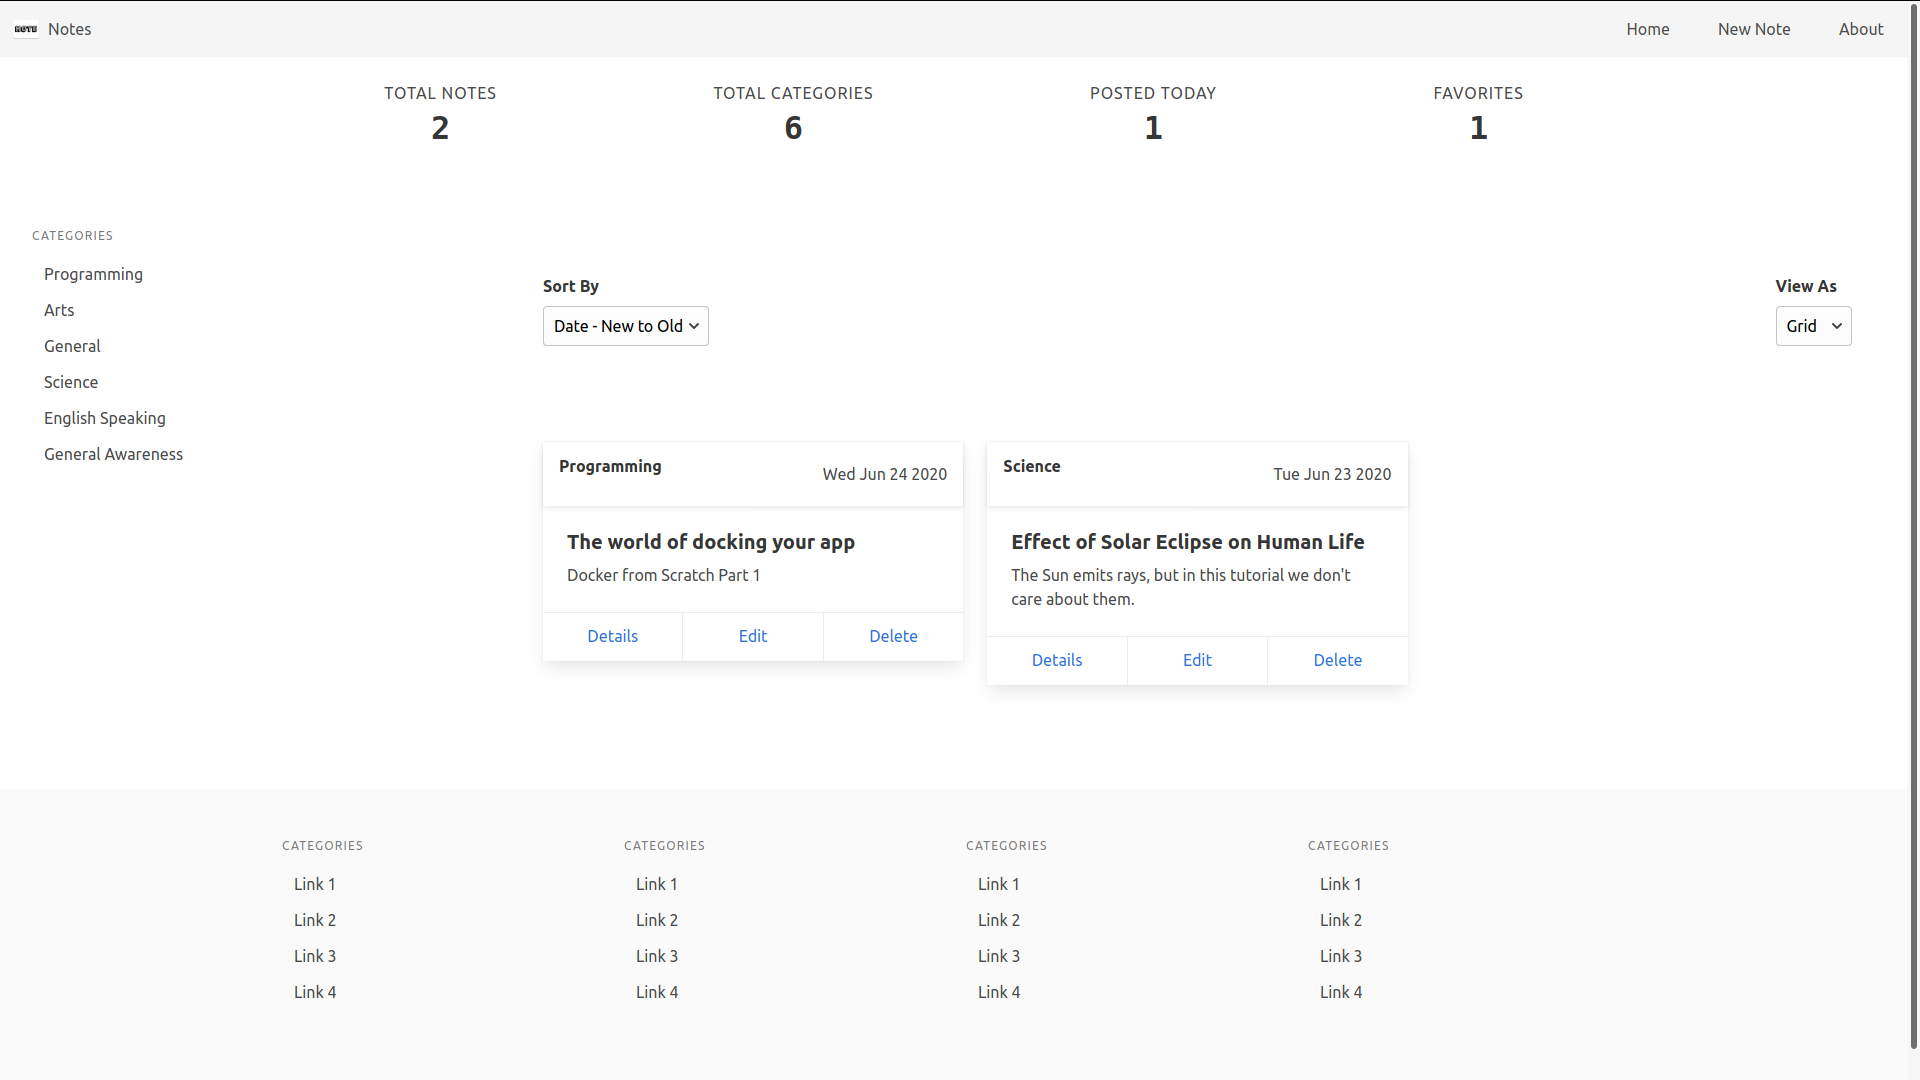 NOTE Notes Home New Note About
TOTAL NOTES TOTAL CATEGORIES POSTED TODAY FAVORITES
2 6 1 1
CATEGORIES
Programming
Arts
General
Science
English Speaking
General Awareness
Sort By View As
Date - New to Old Grid
Programming Wed Jun 24 2020
The world of docking your app
Docker from Scratch Part 1
Details Edit Delete
Science Tue Jun 23 2020
Effect of Solar Eclipse on Human Life
The Sun emits rays, but in this tutorial we don't
care about them.
Details Edit Delete
CATEGORIES CATEGORIES CATEGORIES CATEGORIES
Link 1 Link 1 Link 1 Link 1
Link 2 Link 2 Link 2 Link 2
Link 3 Link 3 Link 3 Link 3
Link 4 Link 4 Link 4 Link 4